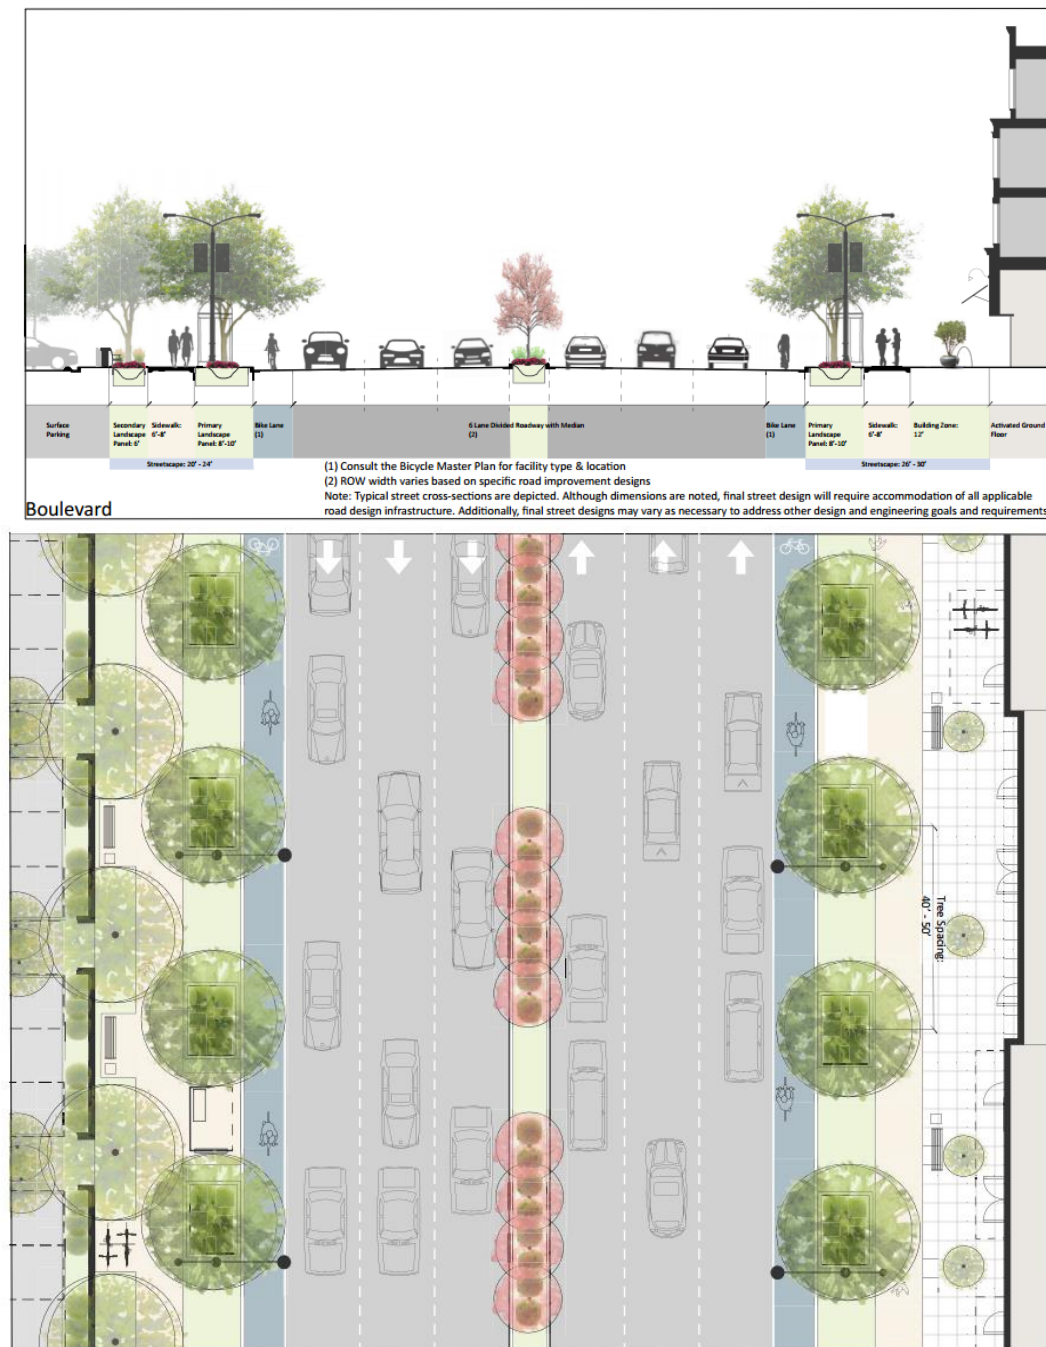 Surface
Parking
Secondary
Landscape
Panel: 6'
Sidewalk:
6'-8'
Primary
Landscape
Panel: 8'-10'
Bike Lane
(1)
6 Lane Divided Roadway with Median
(2)
Bike Lane
(1)
Primary
Landscape
Panel: 8'-10'
Sidewalk:
6'-8'
Building Zone:
12'
Activated Ground
Floor
Streetscape: 20' - 24'
Streetscape: 26' - 30'
(1) Consult the Bicycle Master Plan for facility type & location
(2) ROW width varies based on specific road improvement designs
Note: Typical street cross-sections are depicted. Although dimensions are noted, final street design will require accommodation of all applicable
road design infrastructure. Additionally, final street designs may vary as necessary to address other design and engineering goals and requirements
Boulevard
Tree Spacing:
40' - 50'